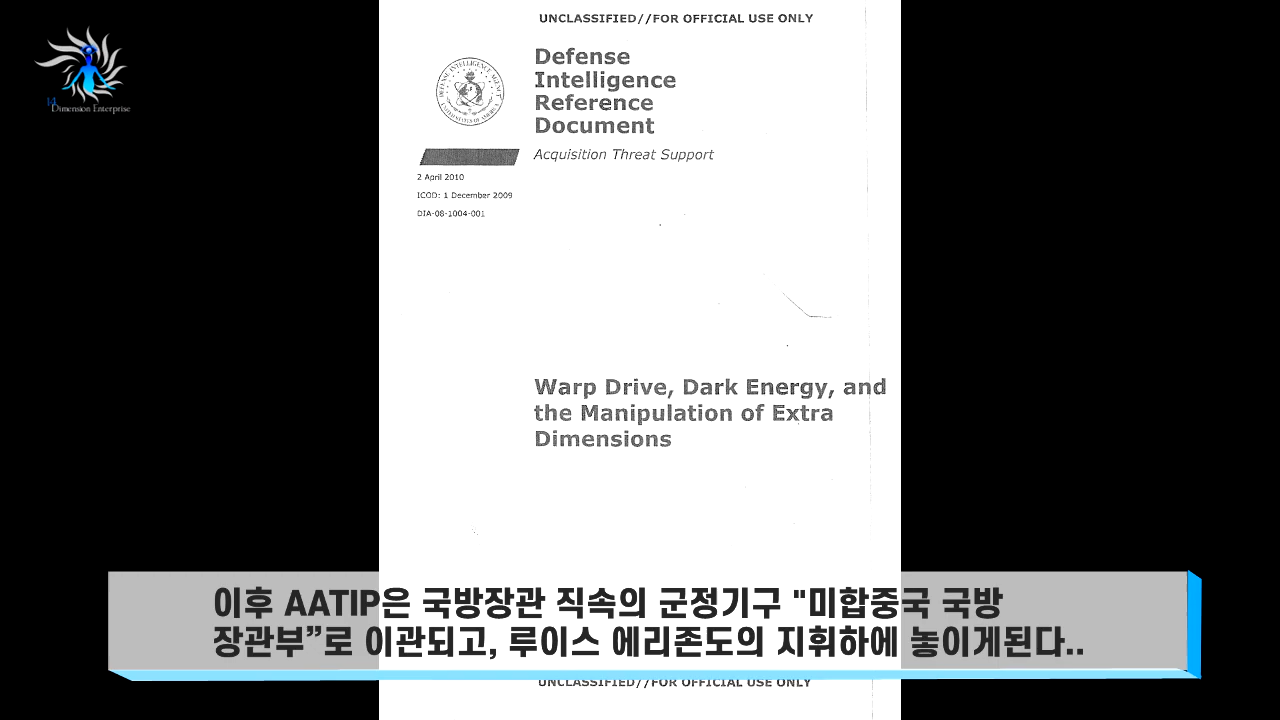 UNCLASSIFIED//FOR OFFICIAL USE ONLY
Defense
Intelligence
Reference
Document
Acquisition Threat Support
2 April 2010
ICOD: 1 December 2009
DIA-08-1004-001
Warp Drive, Dark Energy, and
the Manipulation of Extra
Dimensions
이후 AATIP은 국방장관 직속의 군정기구 "미합중국 국방
장관부”로 이관되고, 루이스 에리존도의 지휘하에 놓이게된다..
UNCLASSIFIED//FOR OFFICIAL USE ONLY
Dimension Enterprise